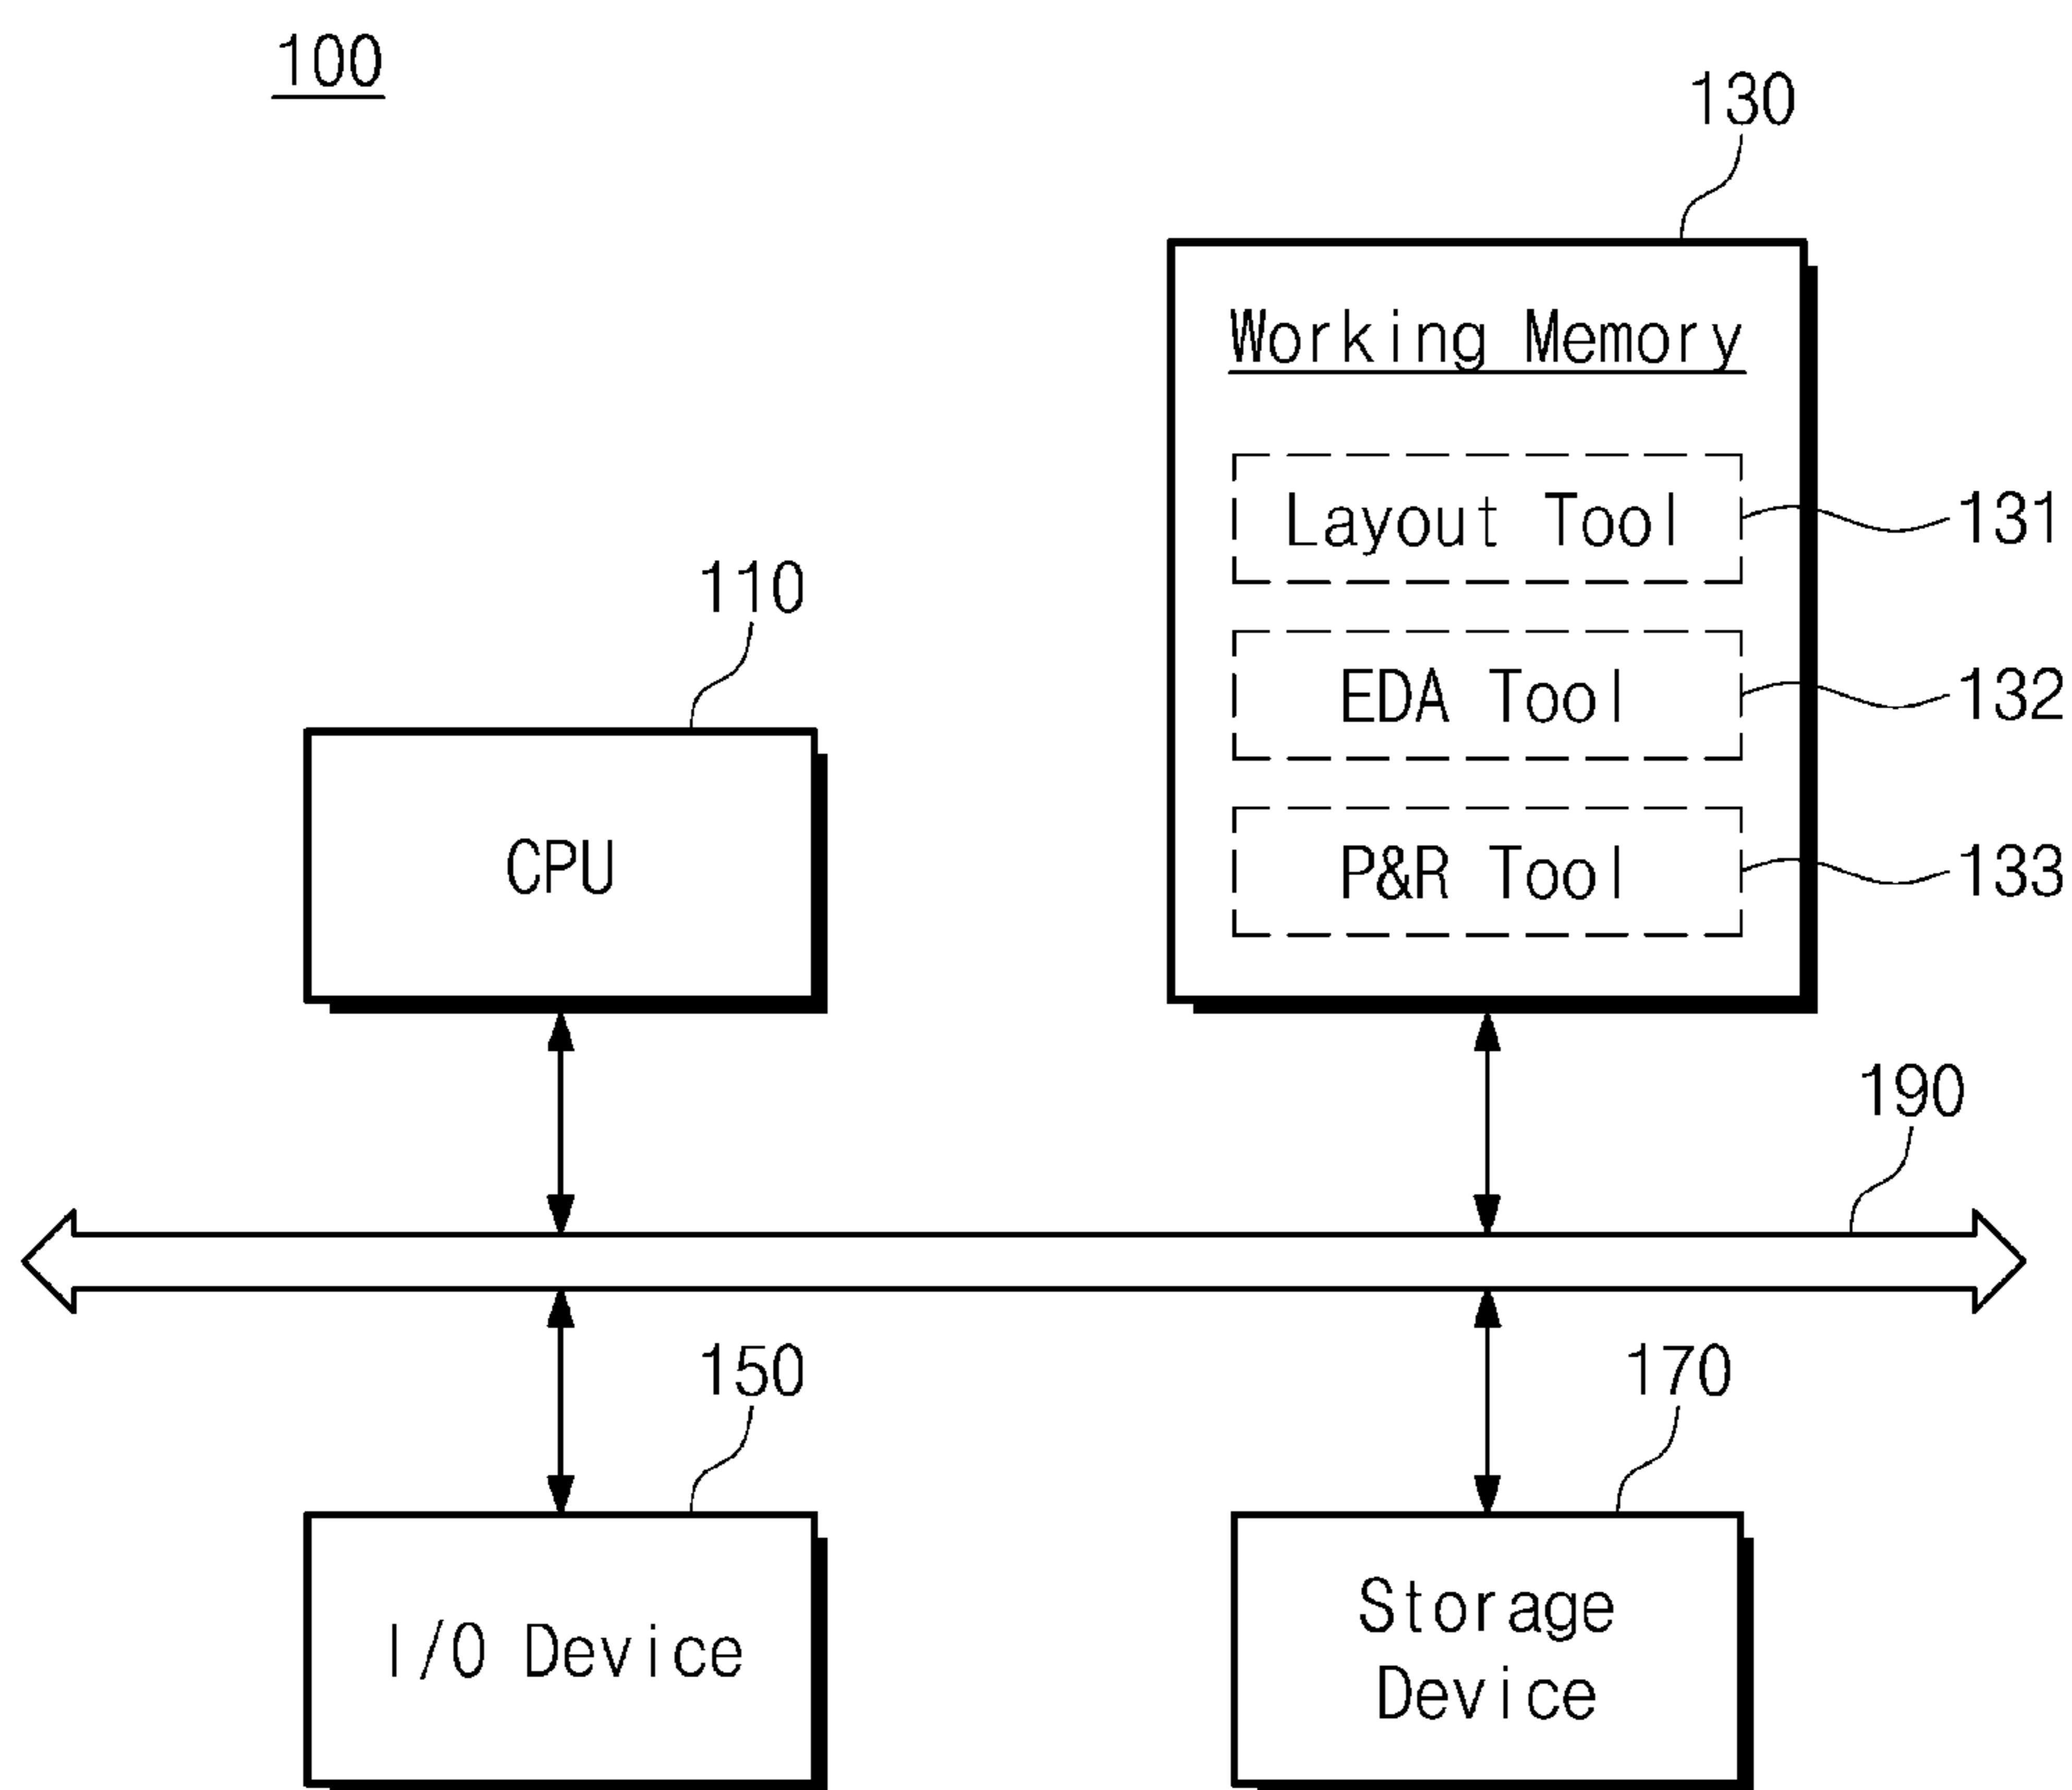 100
130
Working Memory
Layout Tool
131
110
EDA Tool
132
CPU
P&R Tool
133
190
150
170
I/O Device
Storage
Device